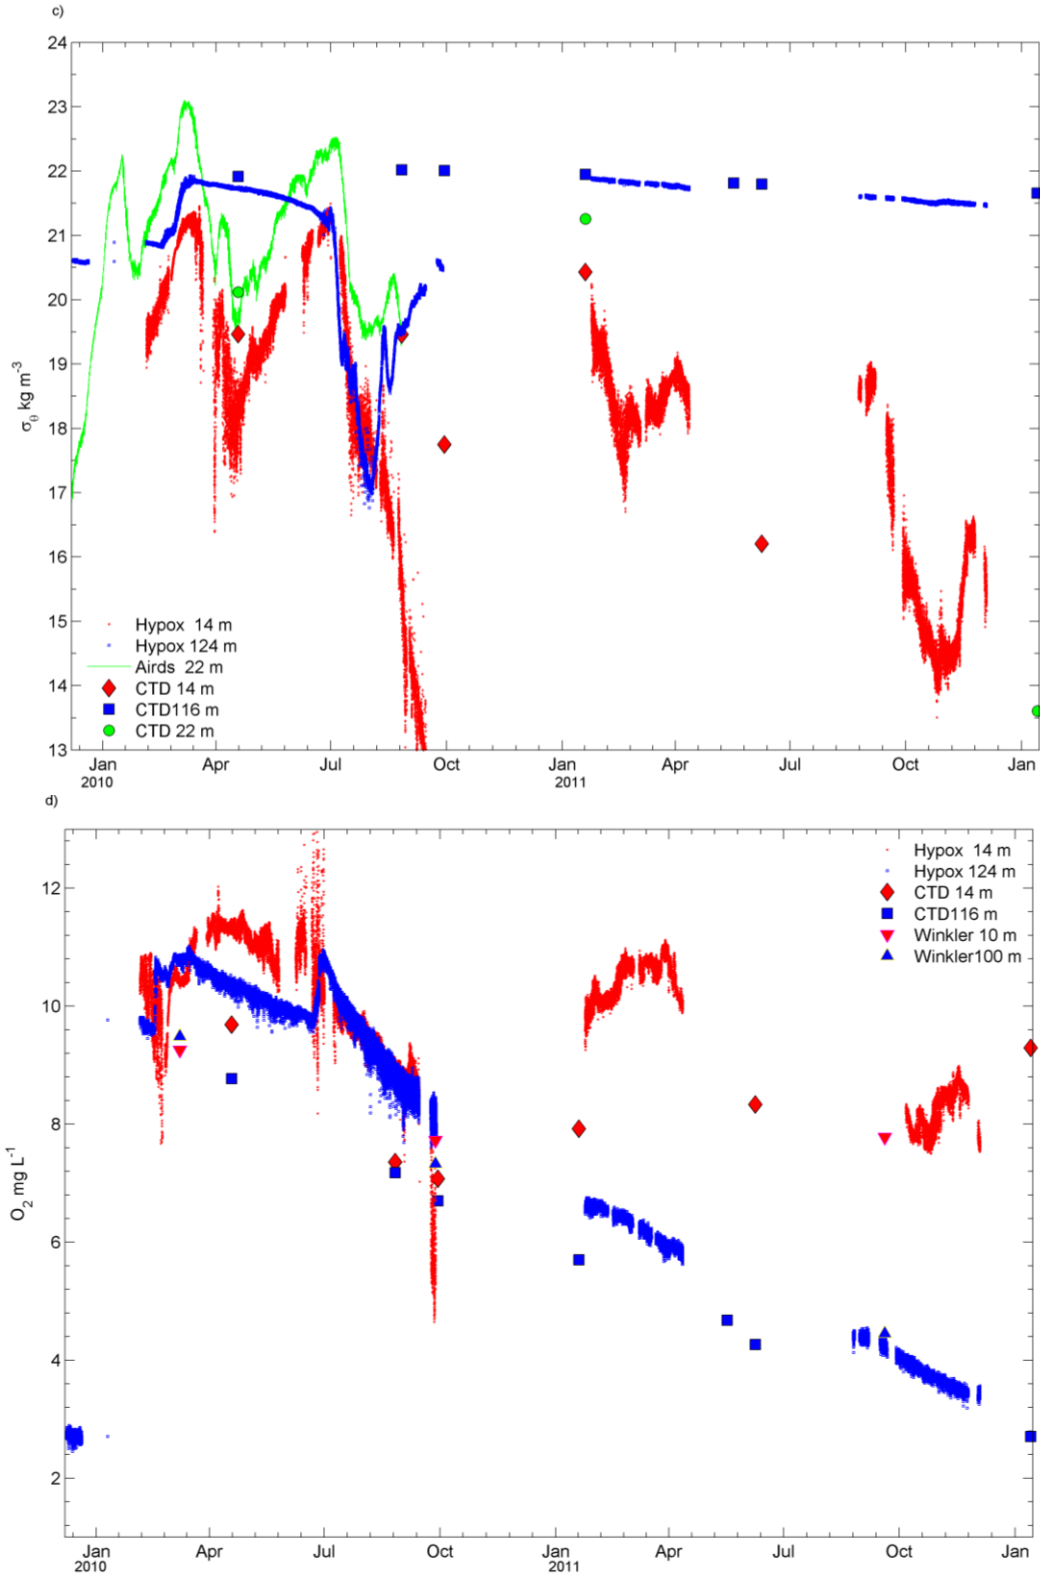 c)
24
23
22
21
20
19
18
17
16
15
14
13
σθ kg m-3
Hypox 14 m
Hypox 124 m
Airds 22 m
CTD 14 m
CTD116 m
CTD 22 m
Jan Apr Jul Oct Jan Apr Jul Oct Jan
2010 2011
d)
12
10
8
6
4
2
O2 mg L-1
Hypox 14 m
Hypox 124 m
CTD 14 m
CTD116 m
Winkler 10 m
Winkler100 m
Jan Apr Jul Oct Jan Apr Jul Oct Jan
2010 2011